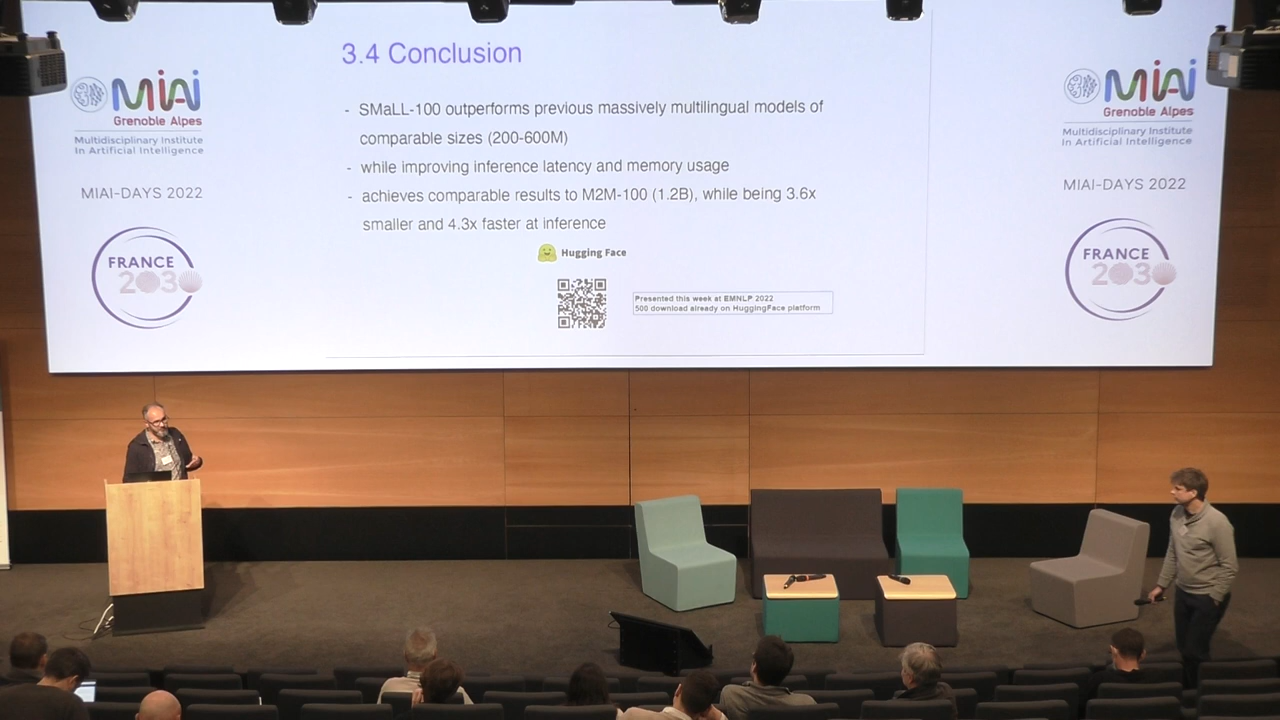 3.4 Conclusion
- SMaLL-100 outperforms previous massively multilingual models of
comparable sizes (200-600M)
- while improving inference latency and memory usage
- achieves comparable results to M2M-100 (1.2B), while being 3.6x
smaller and 4.3x faster at inference
Hugging Face
Presented this week at EMNLP 2022
500 download already on HuggingFace platform
MIAI
Grenoble Alpes
Multidisciplinary Institute
In Artificial Intelligence
MIAI-DAYS 2022
FRANCE
2030
MIAI
Grenoble Alpes
Multidisciplinary Institute
In Artificial Intelligence
MIAI-DAYS 2022
FRANCE
2030